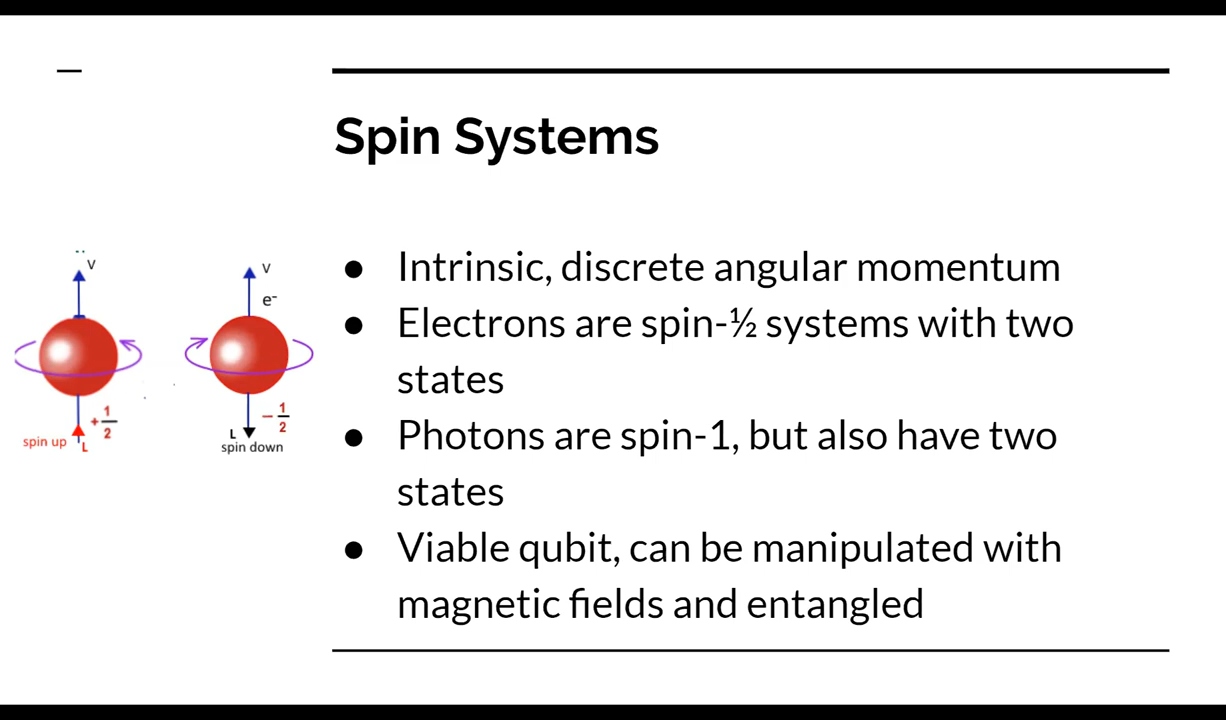 Spin Systems
V
+1/2
spin up
L
V
e⁻
-1/2
L
spin down
● Intrinsic, discrete angular momentum
● Electrons are spin-½ systems with two
states
● Photons are spin-1, but also have two
states
● Viable qubit, can be manipulated with
magnetic fields and entangled